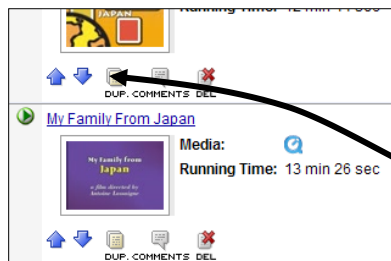 JAPAN
Running Time: 12 min 11 sec
DUP. COMMENTS DEL
My Family From Japan
My family from
Japan
a film directed by
Antoine Lassaigne
Media:
Running Time: 13 min 26 sec
DUP. COMMENTS DEL